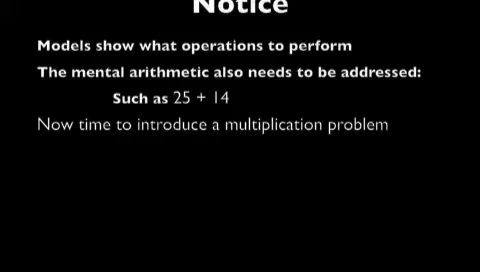 Notice
Models show what operations to perform
The mental arithmetic also needs to be addressed:
Such as 25 + 14
Now time to introduce a multiplication problem